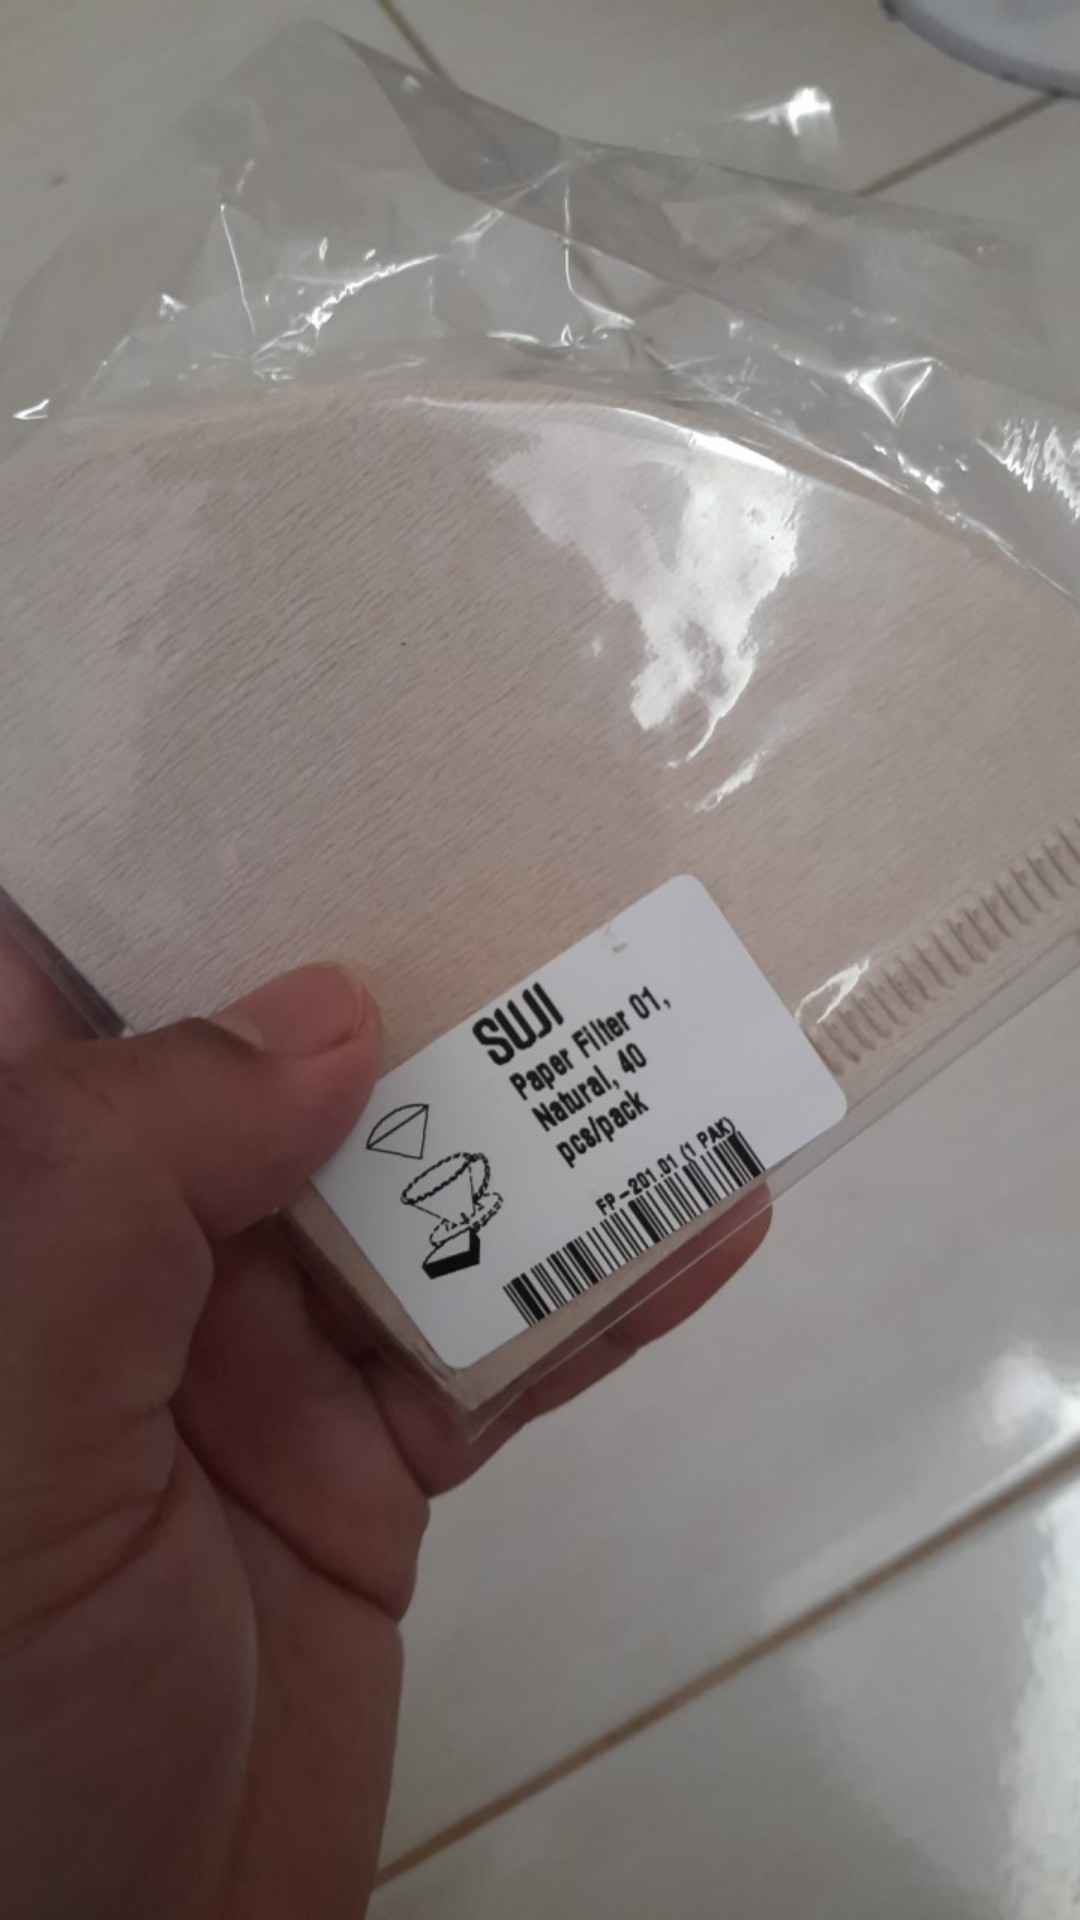 SUJI
Paper Filter 01,
Natural, 40
pcs/pack
FP-201.01 (1 PAK)